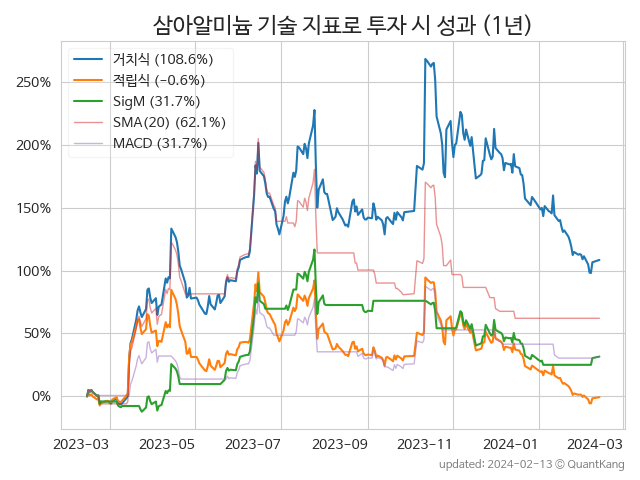 삼아알미늄 기술 지표로 투자 시 성과 (1년)
거치식 (108.6%)
적립식 (-0.6%)
SigM (31.7%)
SMA(20) (62.1%)
MACD (31.7%)
250%
200%
150%
100%
50%
0%
2023-03
2023-05
2023-07
2023-09
2023-11
2024-01
2024-03
updated: 2024-02-13 © QuantKang